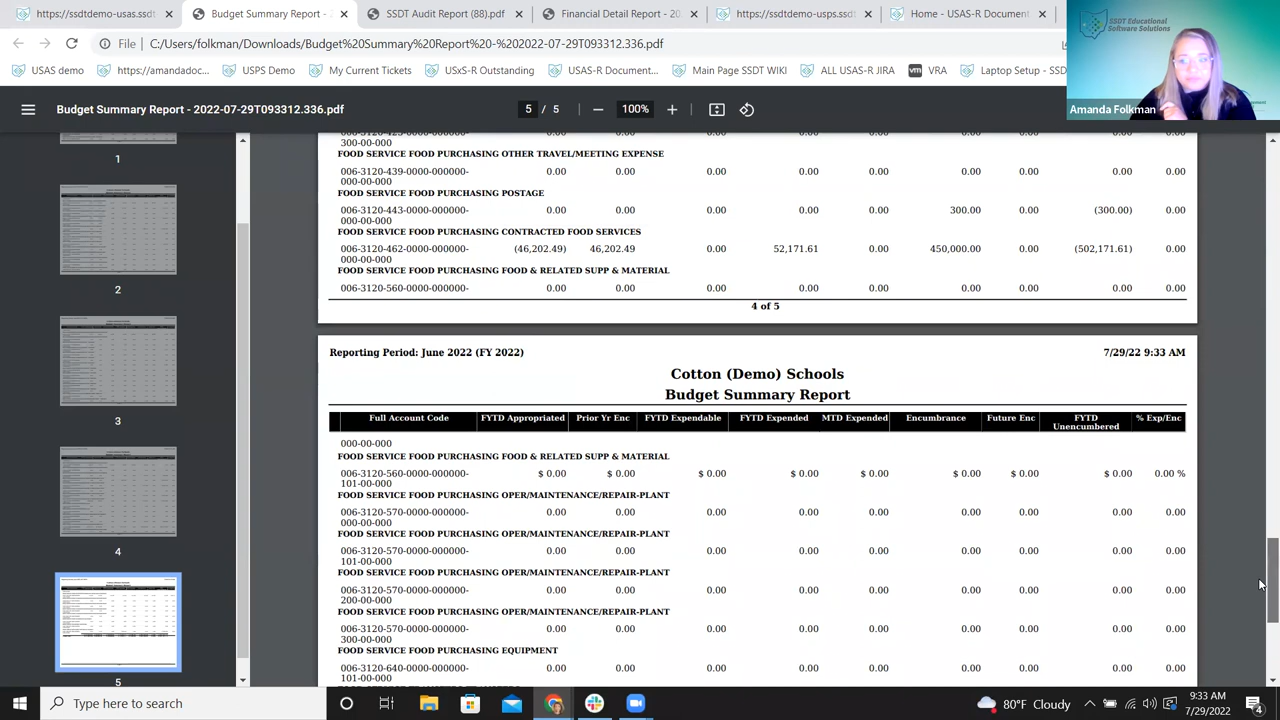 https://ssdtdemo-usps.ssdt
Budget Summary Report -
SSDT Audit Report (88).pdf
Financial Detail Report - 20
https://ssdtdemo-usps.ssdt
Home - USAS-R Document
File
C:/Users/folkman/Downloads/Budget%20Summary%20Report%20-%202022-07-29T093312.336.pdf
USAS demo
https://amandadoc...
USPS Demo
My Current Tickets
USxS-R Outstanding
USAS-R Document...
Main Page SSDT WIKI
ALL USAS-R JIRA
VRA
Laptop Setup - SSD
SSDT Educational
Software Solutions
Amanda Folkman
Budget Summary Report - 2022-07-29T093312.336.pdf
5 / 5
100%
1
2
3
4
5
300-00-000
FOOD SERVICE FOOD PURCHASING OTHER TRAVEL/MEETING EXPENSE
006-3120-439-0000-000000- 0.00 0.00 0.00 0.00 0.00 0.00 0.00 0.00 0.00
000-00-000
FOOD SERVICE FOOD PURCHASING POSTAGE
006-3120-443-0000-000000- 0.00 0.00 0.00 0.00 0.00 300.00 0.00 (300.00) 0.00
000-00-000
FOOD SERVICE FOOD PURCHASING CONTRACTED FOOD SERVICES
006-3120-462-0000-000000- (46,202.49) 46,202.49 0.00 52,171.61 0.00 450,000.00 0.00 (502,171.61) 0.00
000-00-000
FOOD SERVICE FOOD PURCHASING FOOD & RELATED SUPP & MATERIAL
006-3120-560-0000-000000- 0.00 0.00 0.00 0.00 0.00 0.00 0.00 0.00 0.00
4 of 5
Reporting Period: June 2022 (FY 2022) 7/29/22 9:33 AM
Cotton (Demo) Schools
Budget Summary Report
Full Account Code FYTD Appropriated Prior Yr Enc FYTD Expendable FYTD Expended MTD Expended Encumbrance Future Enc FYTD Unencumbered % Exp/Enc
000-00-000
FOOD SERVICE FOOD PURCHASING FOOD & RELATED SUPP & MATERIAL
006-3120-560-0000-000000- $ 0.00 $ 0.00 $ 0.00 $ 0.00 $ 0.00 $ 0.00 $ 0.00 $ 0.00 0.00 %
101-00-000
FOOD SERVICE FOOD PURCHASING OPER/MAINTENANCE/REPAIR-PLANT
006-3120-570-0000-000000- 0.00 0.00 0.00 0.00 0.00 0.00 0.00 0.00 0.00
000-00-000
FOOD SERVICE FOOD PURCHASING OPER/MAINTENANCE/REPAIR-PLANT
006-3120-570-0000-000000- 0.00 0.00 0.00 0.00 0.00 0.00 0.00 0.00 0.00
101-00-000
FOOD SERVICE FOOD PURCHASING OPER/MAINTENANCE/REPAIR-PLANT
006-3120-570-0000-000000- 0.00 0.00 0.00 0.00 0.00 0.00 0.00 0.00 0.00
200-00-000
FOOD SERVICE FOOD PURCHASING OPER/MAINTENANCE/REPAIR-PLANT
006-3120-570-0000-000000- 0.00 0.00 0.00 0.00 0.00 0.00 0.00 0.00 0.00
300-00-000
FOOD SERVICE FOOD PURCHASING EQUIPMENT
006-3120-640-0000-000000- 0.00 0.00 0.00 0.00 0.00 0.00 0.00 0.00 0.00
101-00-000
Type here to search
80°F Cloudy
9:33 AM
7/29/2022